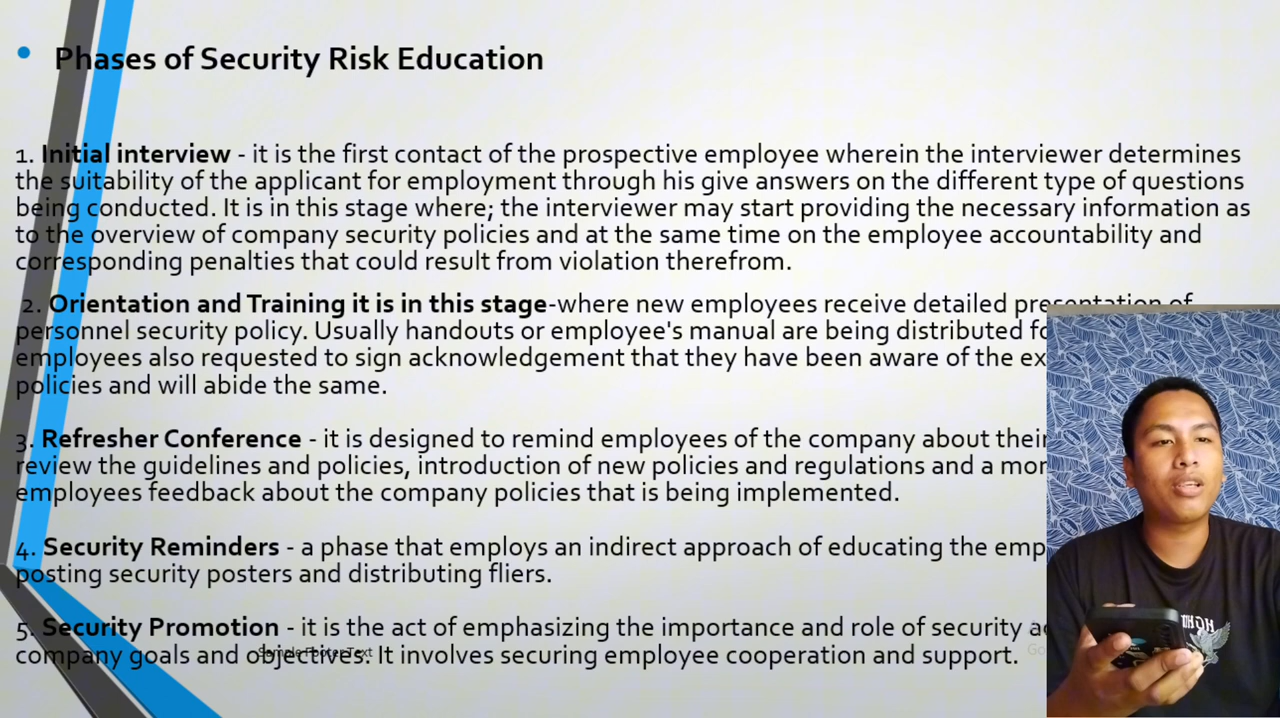 • Phases of Security Risk Education
1. Initial interview - it is the first contact of the prospective employee wherein the interviewer determines
the suitability of the applicant for employment through his give answers on the different type of questions
being conducted. It is in this stage where; the interviewer may start providing the necessary information as
to the overview of company security policies and at the same time on the employee accountability and
corresponding penalties that could result from violation therefrom.
2. Orientation and Training it is in this stage-where new employees receive detailed presentation of
personnel security policy. Usually handouts or employee's manual are being distributed
employees also requested to sign acknowledgement that they have been aware of the
policies and will abide the same.
3. Refresher Conference - it is designed to remind employees of the company about their
review the guidelines and policies, introduction of new policies and regulations and a
employees feedback about the company policies that is being implemented.
4. Security Reminders - a phase that employs an indirect approach of educating the
posting security posters and distributing fliers.
5. Security Promotion - it is the act of emphasizing the importance and role of security
company goals and objectives. It involves securing employee cooperation and support.
Sample Footer Text